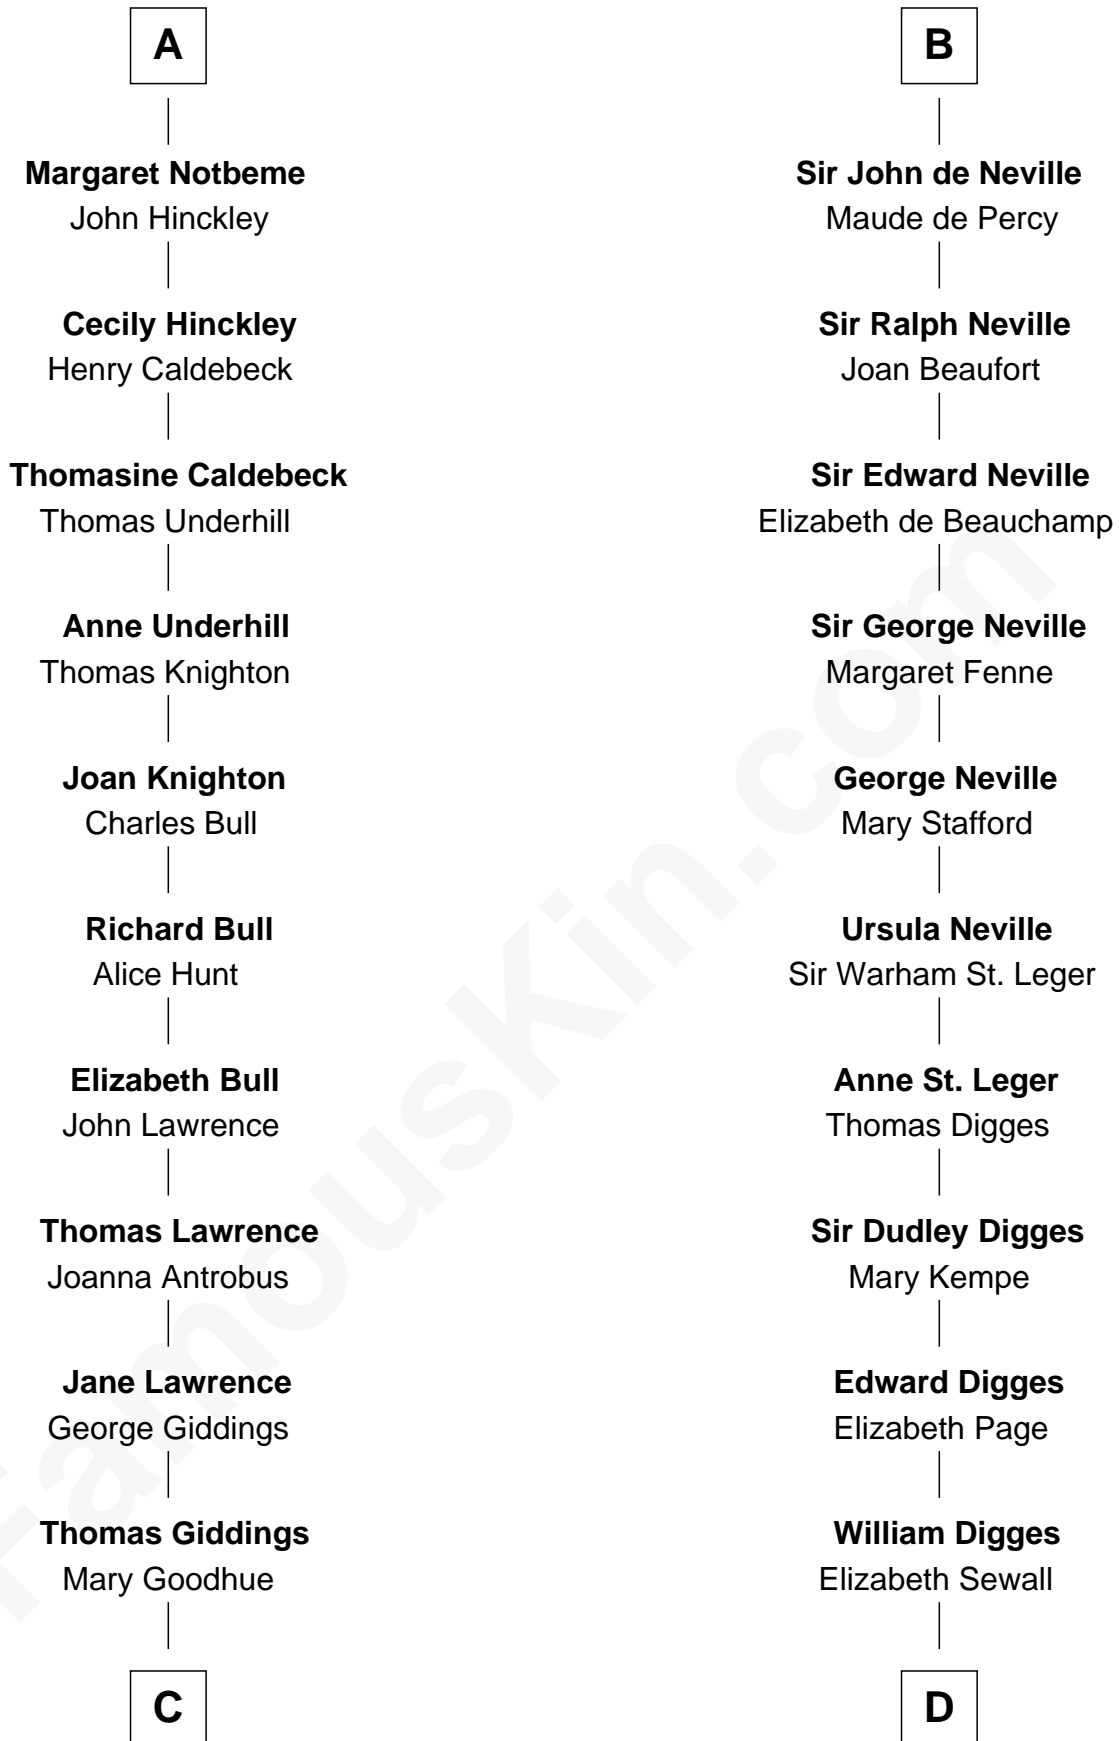 A
Margaret Notbeme
John Hinckley
Cecily Hinckley
Henry Caldebeck
Thomasine Caldebeck
Thomas Underhill
Anne Underhill
Thomas Knighton
Joan Knighton
Charles Bull
Richard Bull
Alice Hunt
Elizabeth Bull
John Lawrence
Thomas Lawrence
Joanna Antrobus
Jane Lawrence
George Giddings
Thomas Giddings
Mary Goodhue
C
B
Sir John de Neville
Maude de Percy
Sir Ralph Neville
Joan Beaufort
Sir Edward Neville
Elizabeth de Beauchamp
Sir George Neville
Margaret Fenne
George Neville
Mary Stafford
Ursula Neville
Sir Warham St. Leger
Anne St. Leger
Thomas Digges
Sir Dudley Digges
Mary Kempe
Edward Digges
Elizabeth Page
William Digges
Elizabeth Sewall
D
FamousKin.com